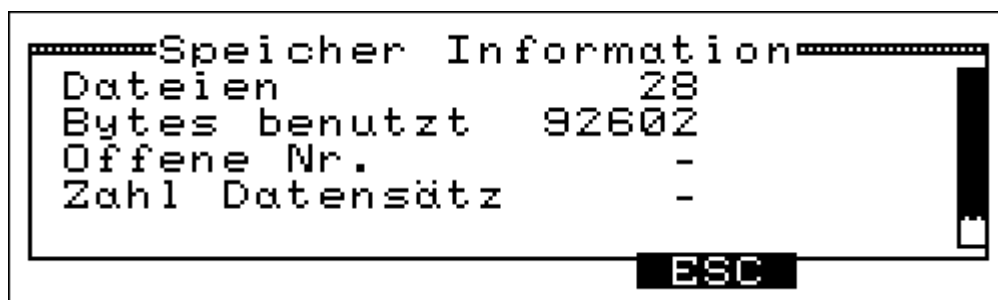 Speicher Information
Dateien 28
Bytes benutzt 92602
Offene Nr. -
Zahl Datensätz -
ESC